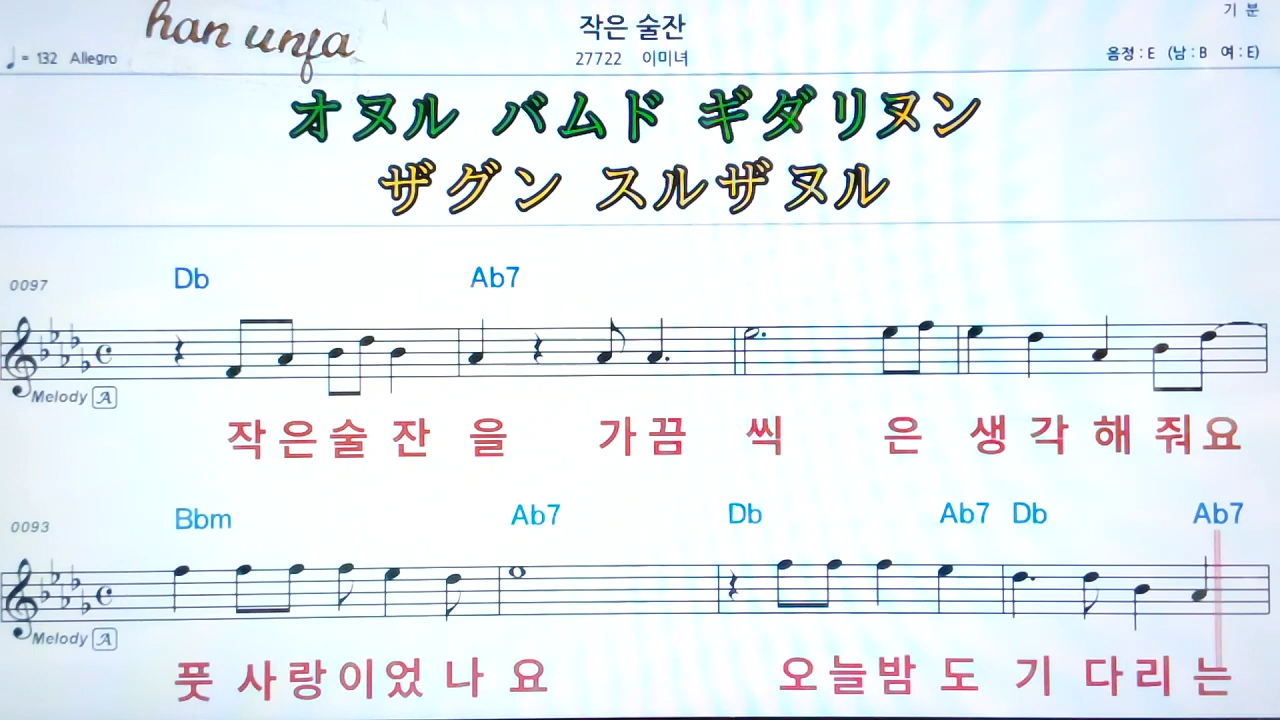 han unfa
작은 술잔
기 분
♩ = 132 Allegro
27722 이미녀
음정 : E (남 : B 여 : E)
オヌル バムド ギダリヌン
ザグン スルザヌル
0097
Db Ab7
Melody A
작은술 잔 을 가끔 씩 은 생 각 해 줘요
0093
Bbm Ab7 Db Ab7 Db Ab7
Melody A
풋 사랑이었 나 요 오늘밤 도 기 다리 는